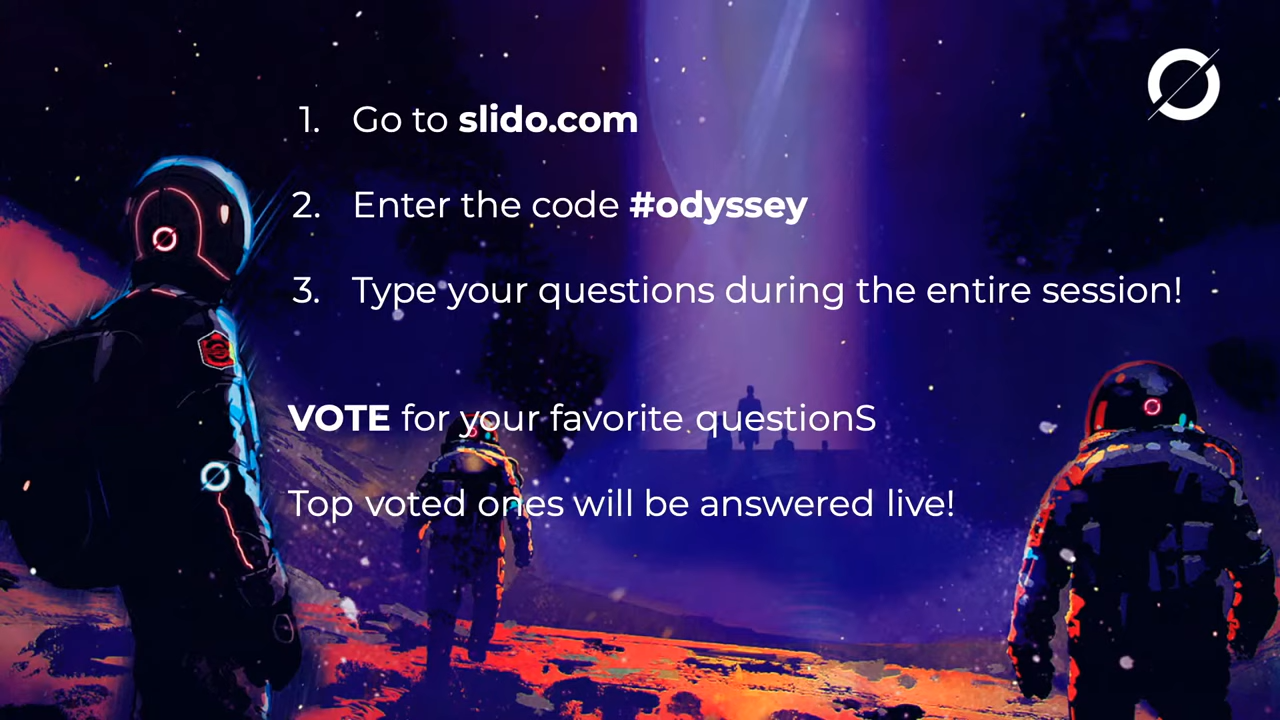 1. Go to slido.com
2. Enter the code #odyssey
3. Type your questions during the entire session!
VOTE for your favorite questionS
Top voted ones will be answered live!